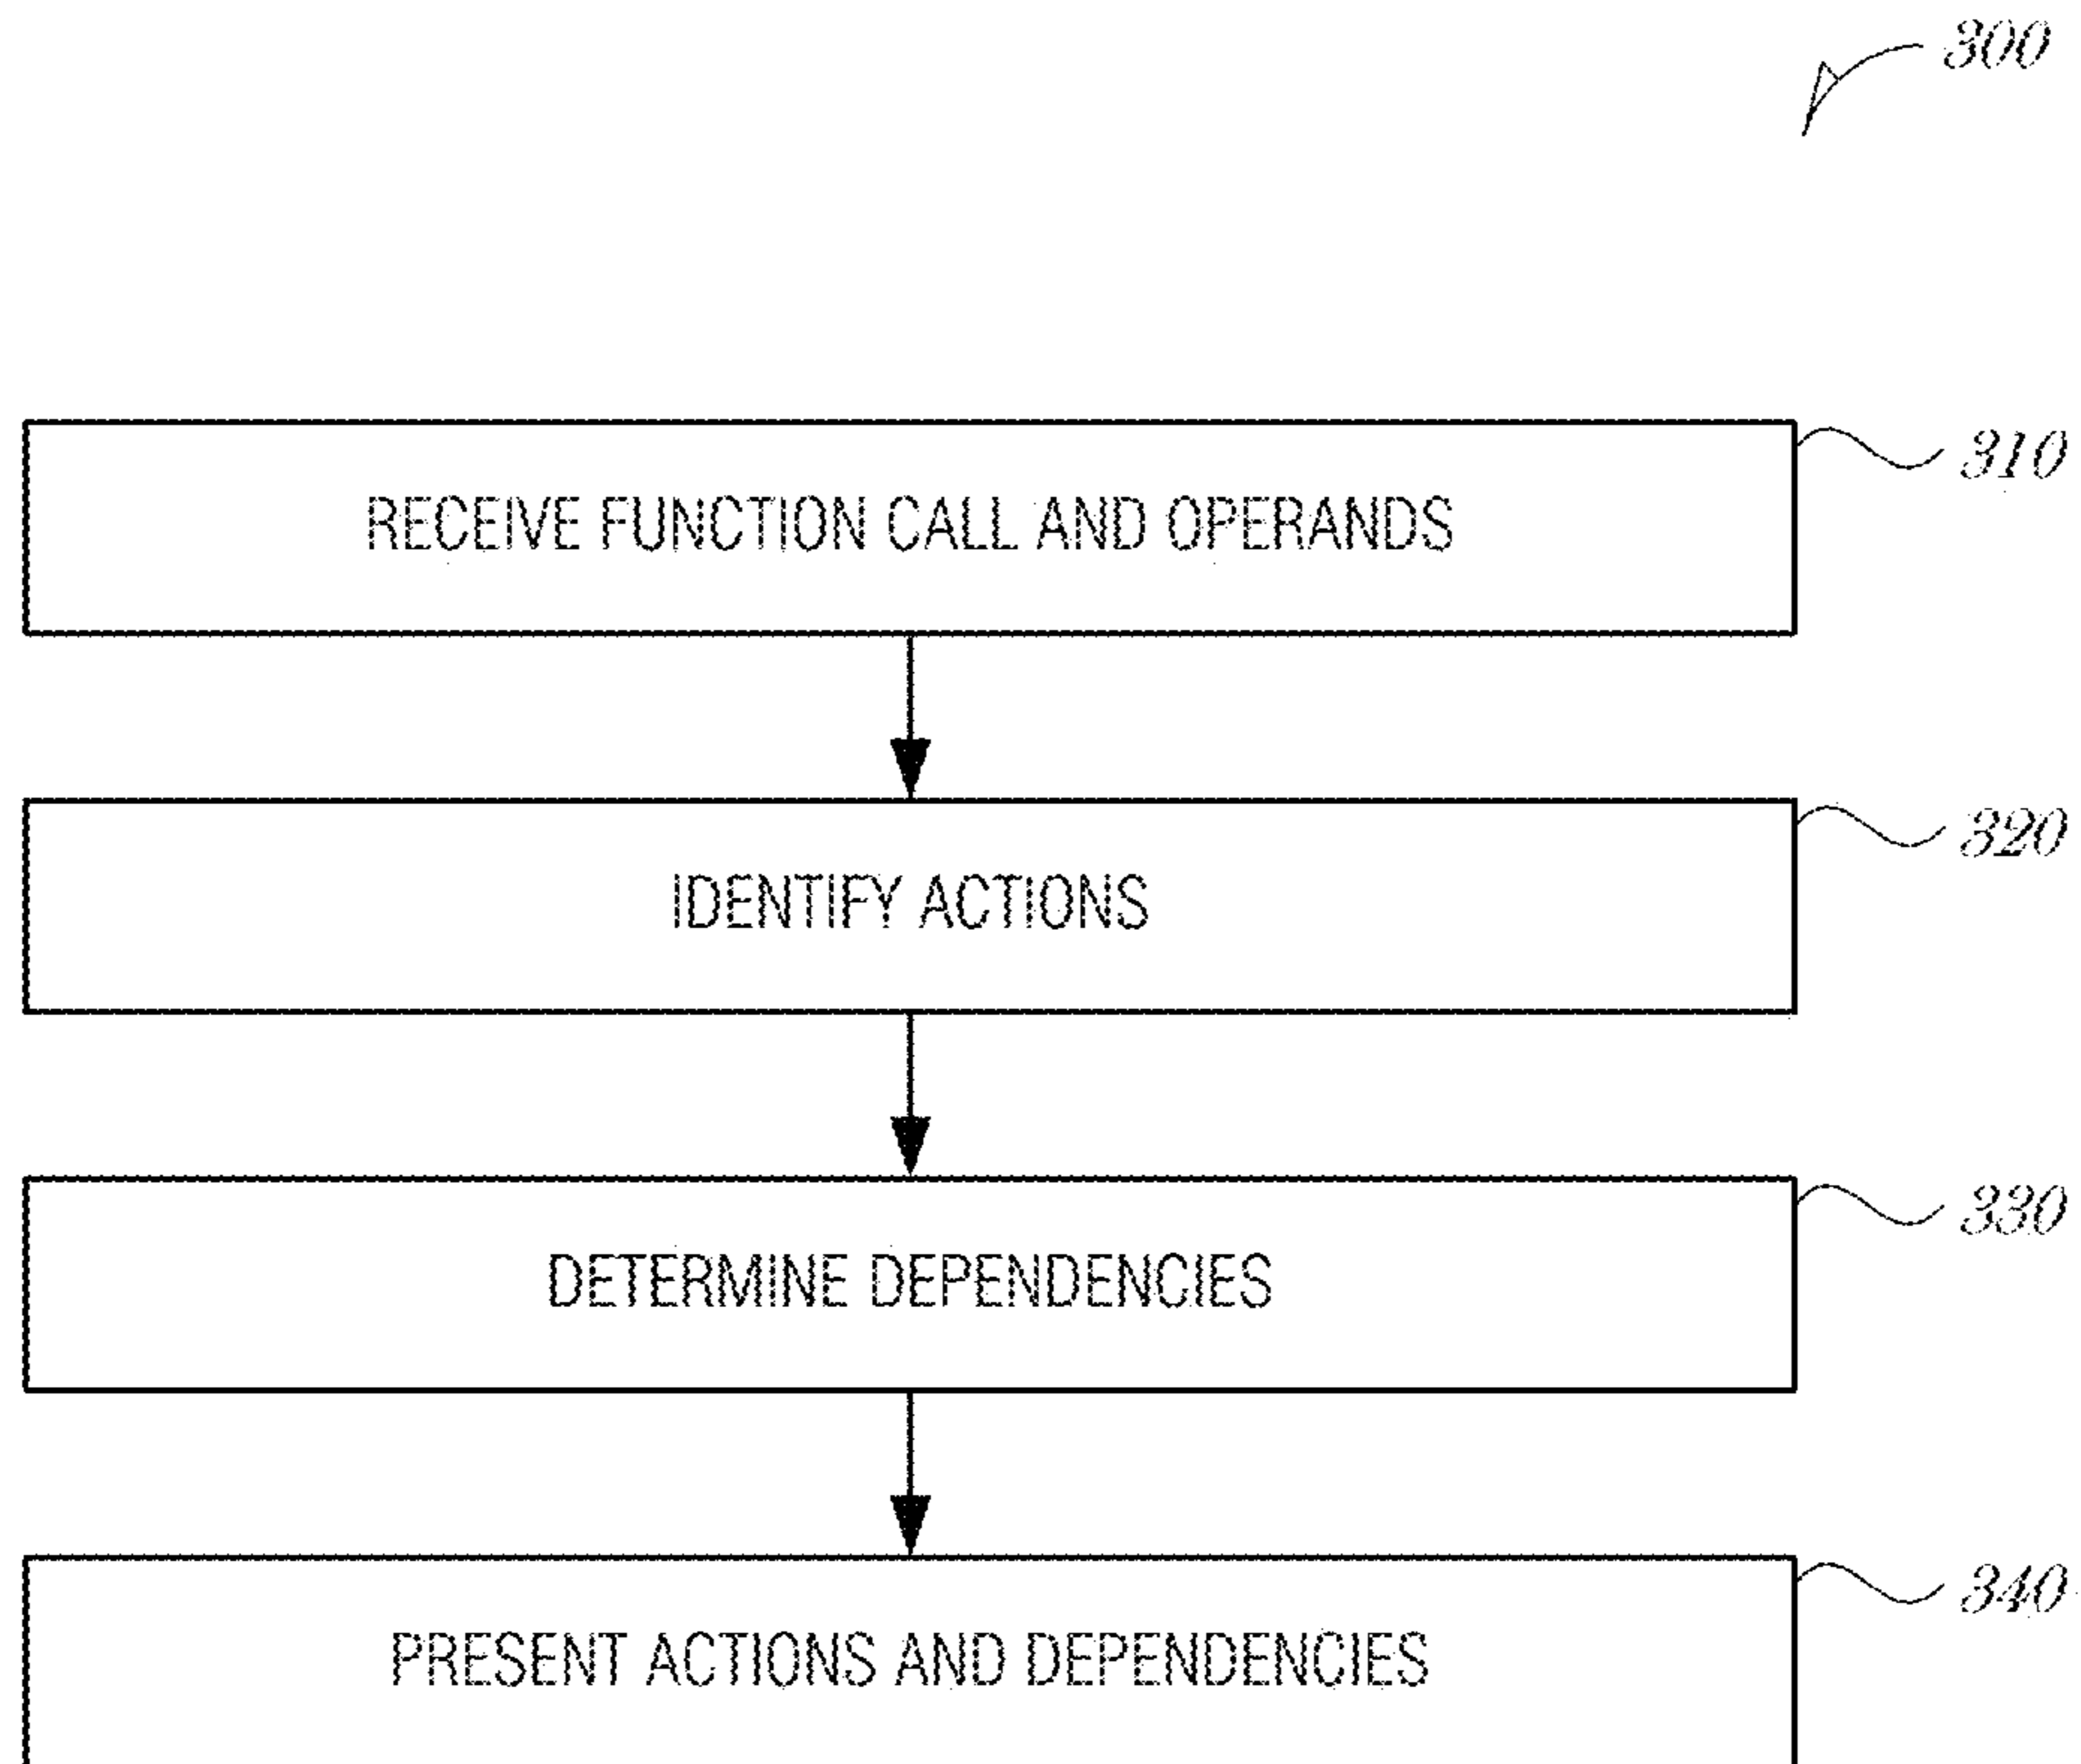 300
310
RECEIVE FUNCTION CALL AND OPERANDS
320
IDENTIFY ACTIONS
330
DETERMINE DEPENDENCIES
340
PRESENT ACTIONS AND DEPENDENCIES